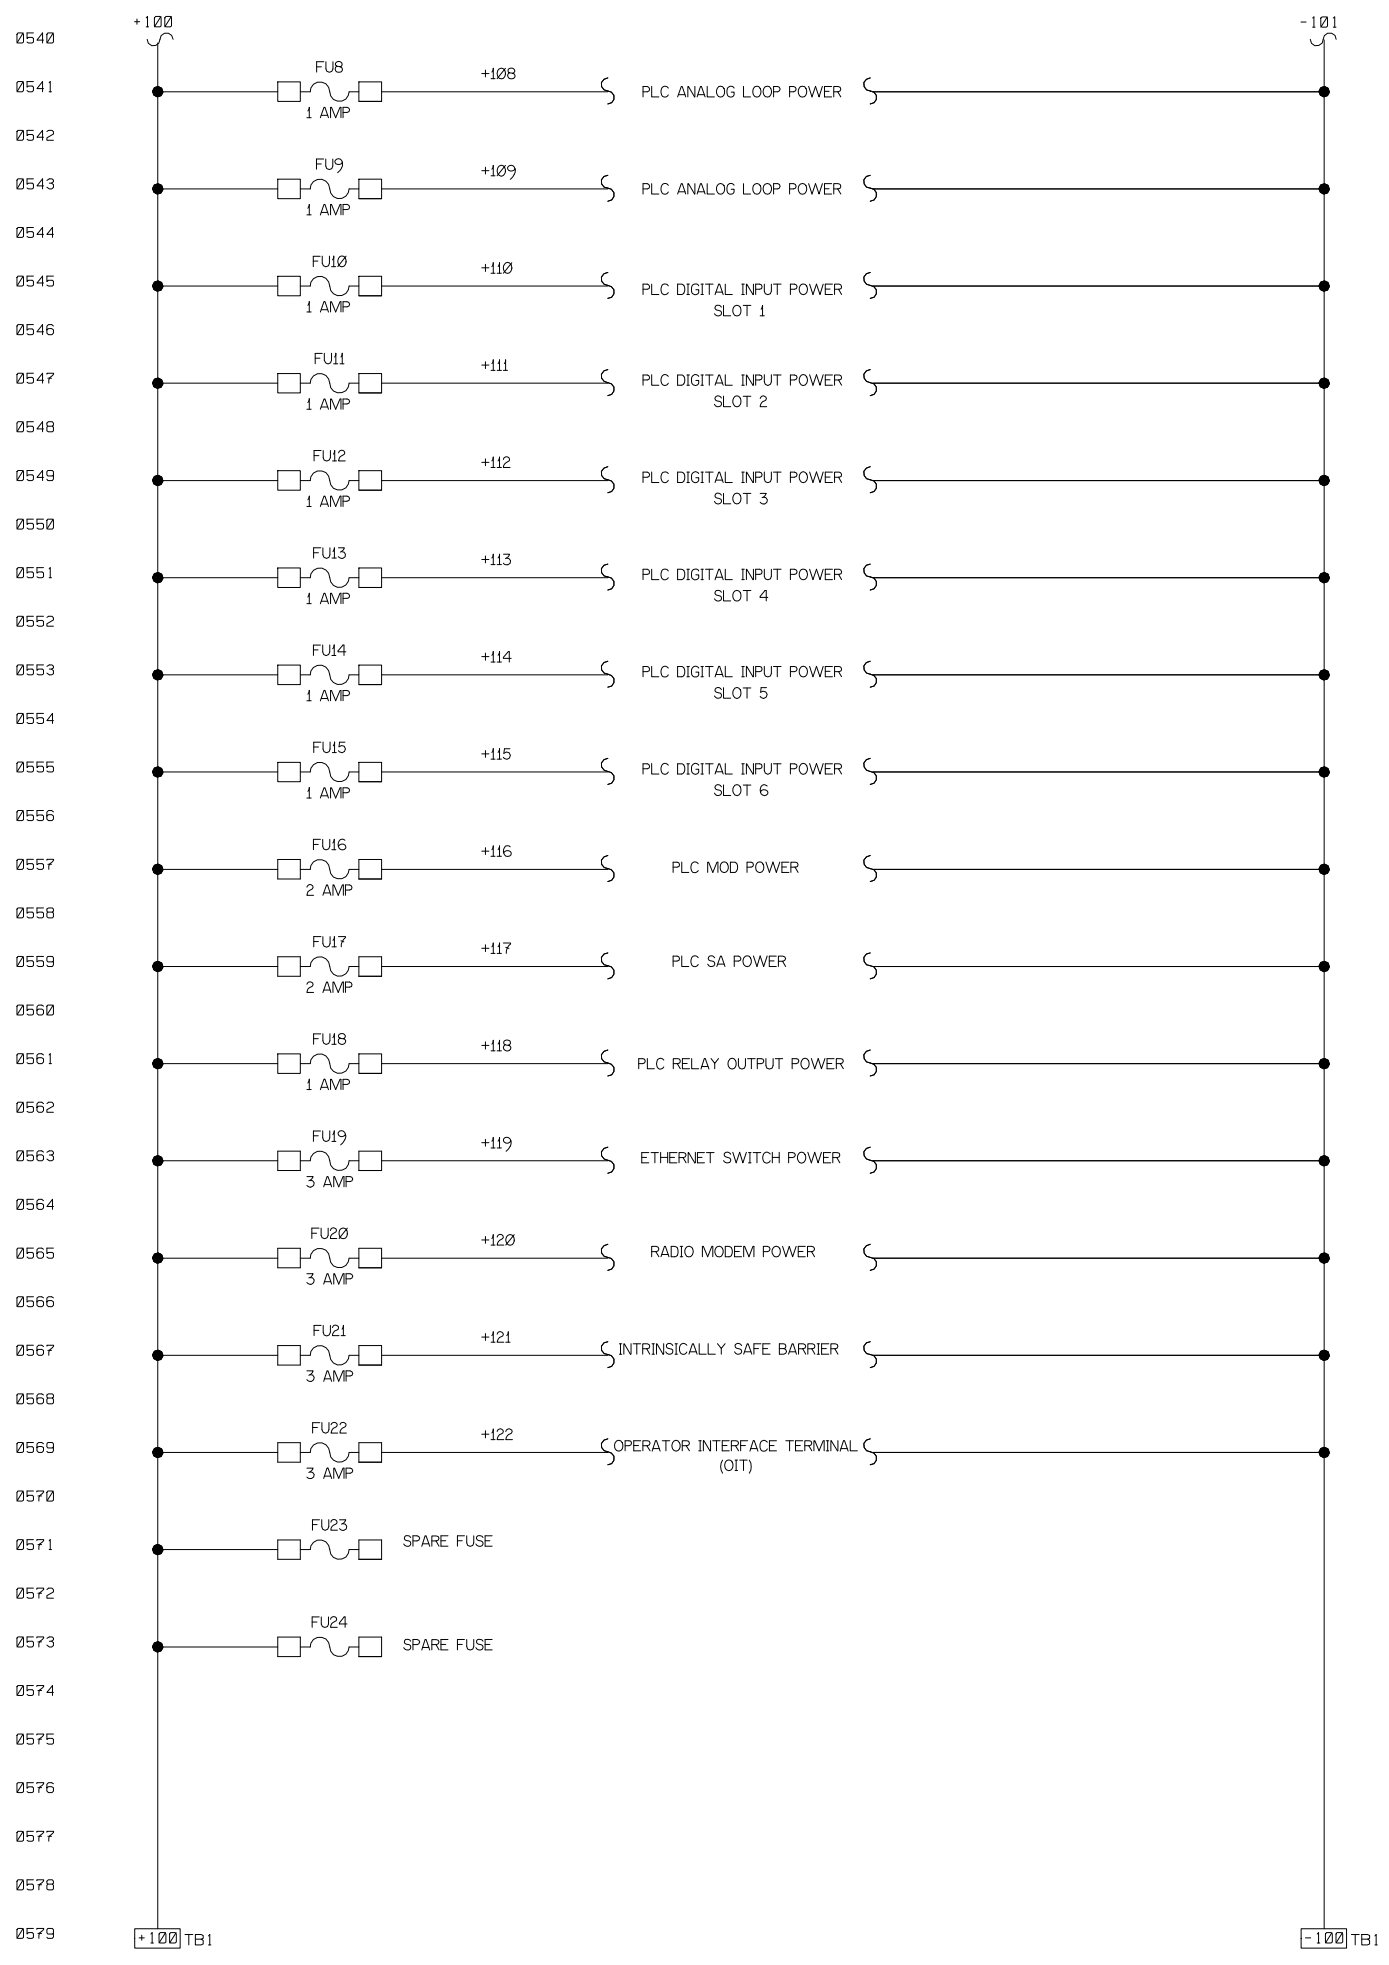 +100 -101
0540
FU8
0541 +108 PLC ANALOG LOOP POWER
1 AMP
0542
FU9
0543 +109 PLC ANALOG LOOP POWER
1 AMP
0544
FU10
0545 +110 PLC DIGITAL INPUT POWER
1 AMP SLOT 1
0546
FU11
0547 +111 PLC DIGITAL INPUT POWER
1 AMP SLOT 2
0548
FU12
0549 +112 PLC DIGITAL INPUT POWER
1 AMP SLOT 3
0550
FU13
0551 +113 PLC DIGITAL INPUT POWER
1 AMP SLOT 4
0552
FU14
0553 +114 PLC DIGITAL INPUT POWER
1 AMP SLOT 5
0554
FU15
0555 +115 PLC DIGITAL INPUT POWER
1 AMP SLOT 6
0556
FU16
0557 +116 PLC MOD POWER
2 AMP
0558
FU17
0559 +117 PLC SA POWER
2 AMP
0560
FU18
0561 +118 PLC RELAY OUTPUT POWER
1 AMP
0562
FU19
0563 +119 ETHERNET SWITCH POWER
3 AMP
0564
FU20
0565 +120 RADIO MODEM POWER
3 AMP
0566
FU21
0567 +121 INTRINSICALLY SAFE BARRIER
3 AMP
0568
FU22
0569 +122 OPERATOR INTERFACE TERMINAL
3 AMP (OIT)
0570
FU23
0571 SPARE FUSE
0572
FU24
0573 SPARE FUSE
0574
0575
0576
0577
0578
0579 +100 TB1 -100 TB1